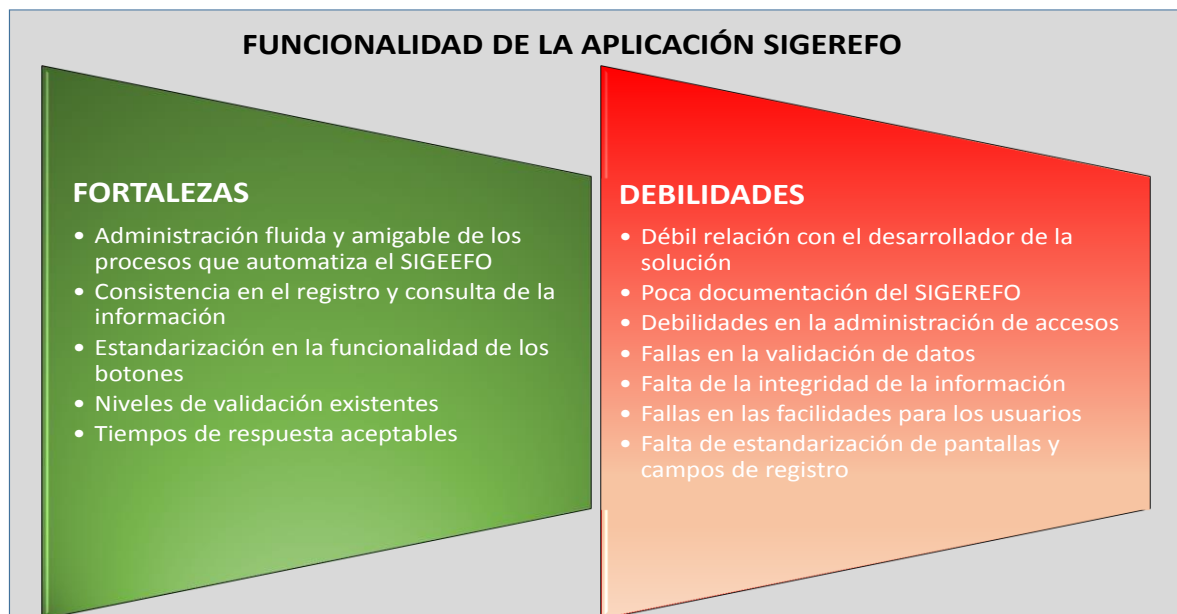 FUNCIONALIDAD DE LA APLICACIÓN SIGEREFO
FORTALEZAS
• Administración fluida y amigable de los
procesos que automatiza el SIGEEFO
• Consistencia en el registro y consulta de la
información
• Estandarización en la funcionalidad de los
botones
• Niveles de validación existentes
• Tiempos de respuesta aceptables
DEBILIDADES
• Débil relación con el desarrollador de la
solución
• Poca documentación del SIGEREFO
• Debilidades en la administración de accesos
• Fallas en la validación de datos
• Falta de la integridad de la información
• Fallas en las facilidades para los usuarios
• Falta de estandarización de pantallas y
campos de registro